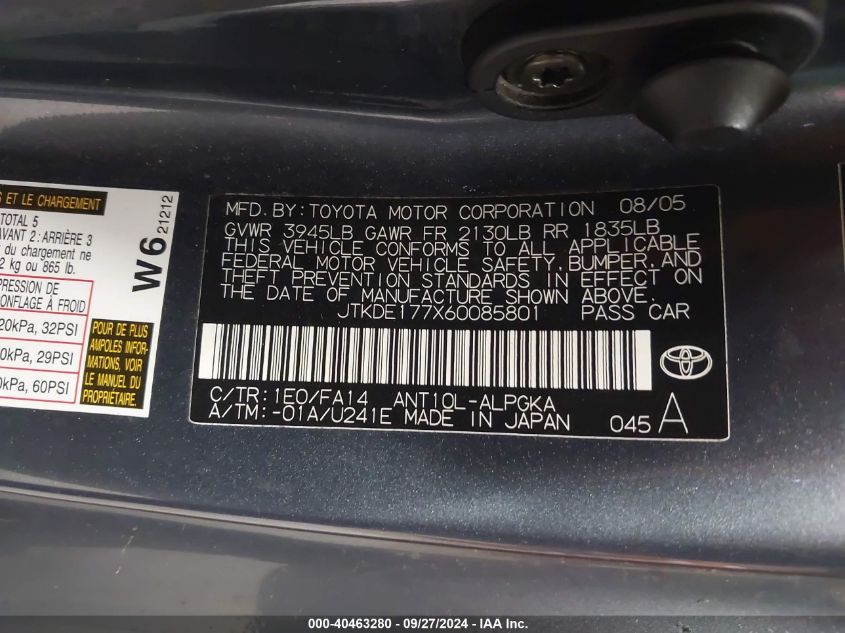 S ET LE CHARGEMENT
TOTAL 5
AVANT 2: ARRIÈRE 3
du chargement ne
2 kg ou 865 lb.
PRESSION DE
GONFLAGE À FROID
20kPa, 32PSI
0kPa, 29PSI
0kPa, 60PSI
W6 21212
POUR DE PLUS
AMPLES INFOR-
MATIONS, VOIR
LE MANUEL DU
PROPRIÉTAIRE.
MFD. BY: TOYOTA MOTOR CORPORATION 08/05
GVWR 3945LB GAWR FR 2130LB RR 1835LB
THIS VEHICLE CONFORMS TO ALL APPLICABLE
FEDERAL MOTOR VEHICLE SAFETY, BUMPER, AND
THEFT PREVENTION STANDARDS IN EFFECT ON
THE DATE OF MANUFACTURE SHOWN ABOVE.
JTKDE177X60085801 PASS CAR
C/TR: 1E0/FA14 ANT10L-ALPGKA
A/TM: -01A/U241E MADE IN JAPAN 045 A
000-40463280 - 09/27/2024 - IAA Inc.